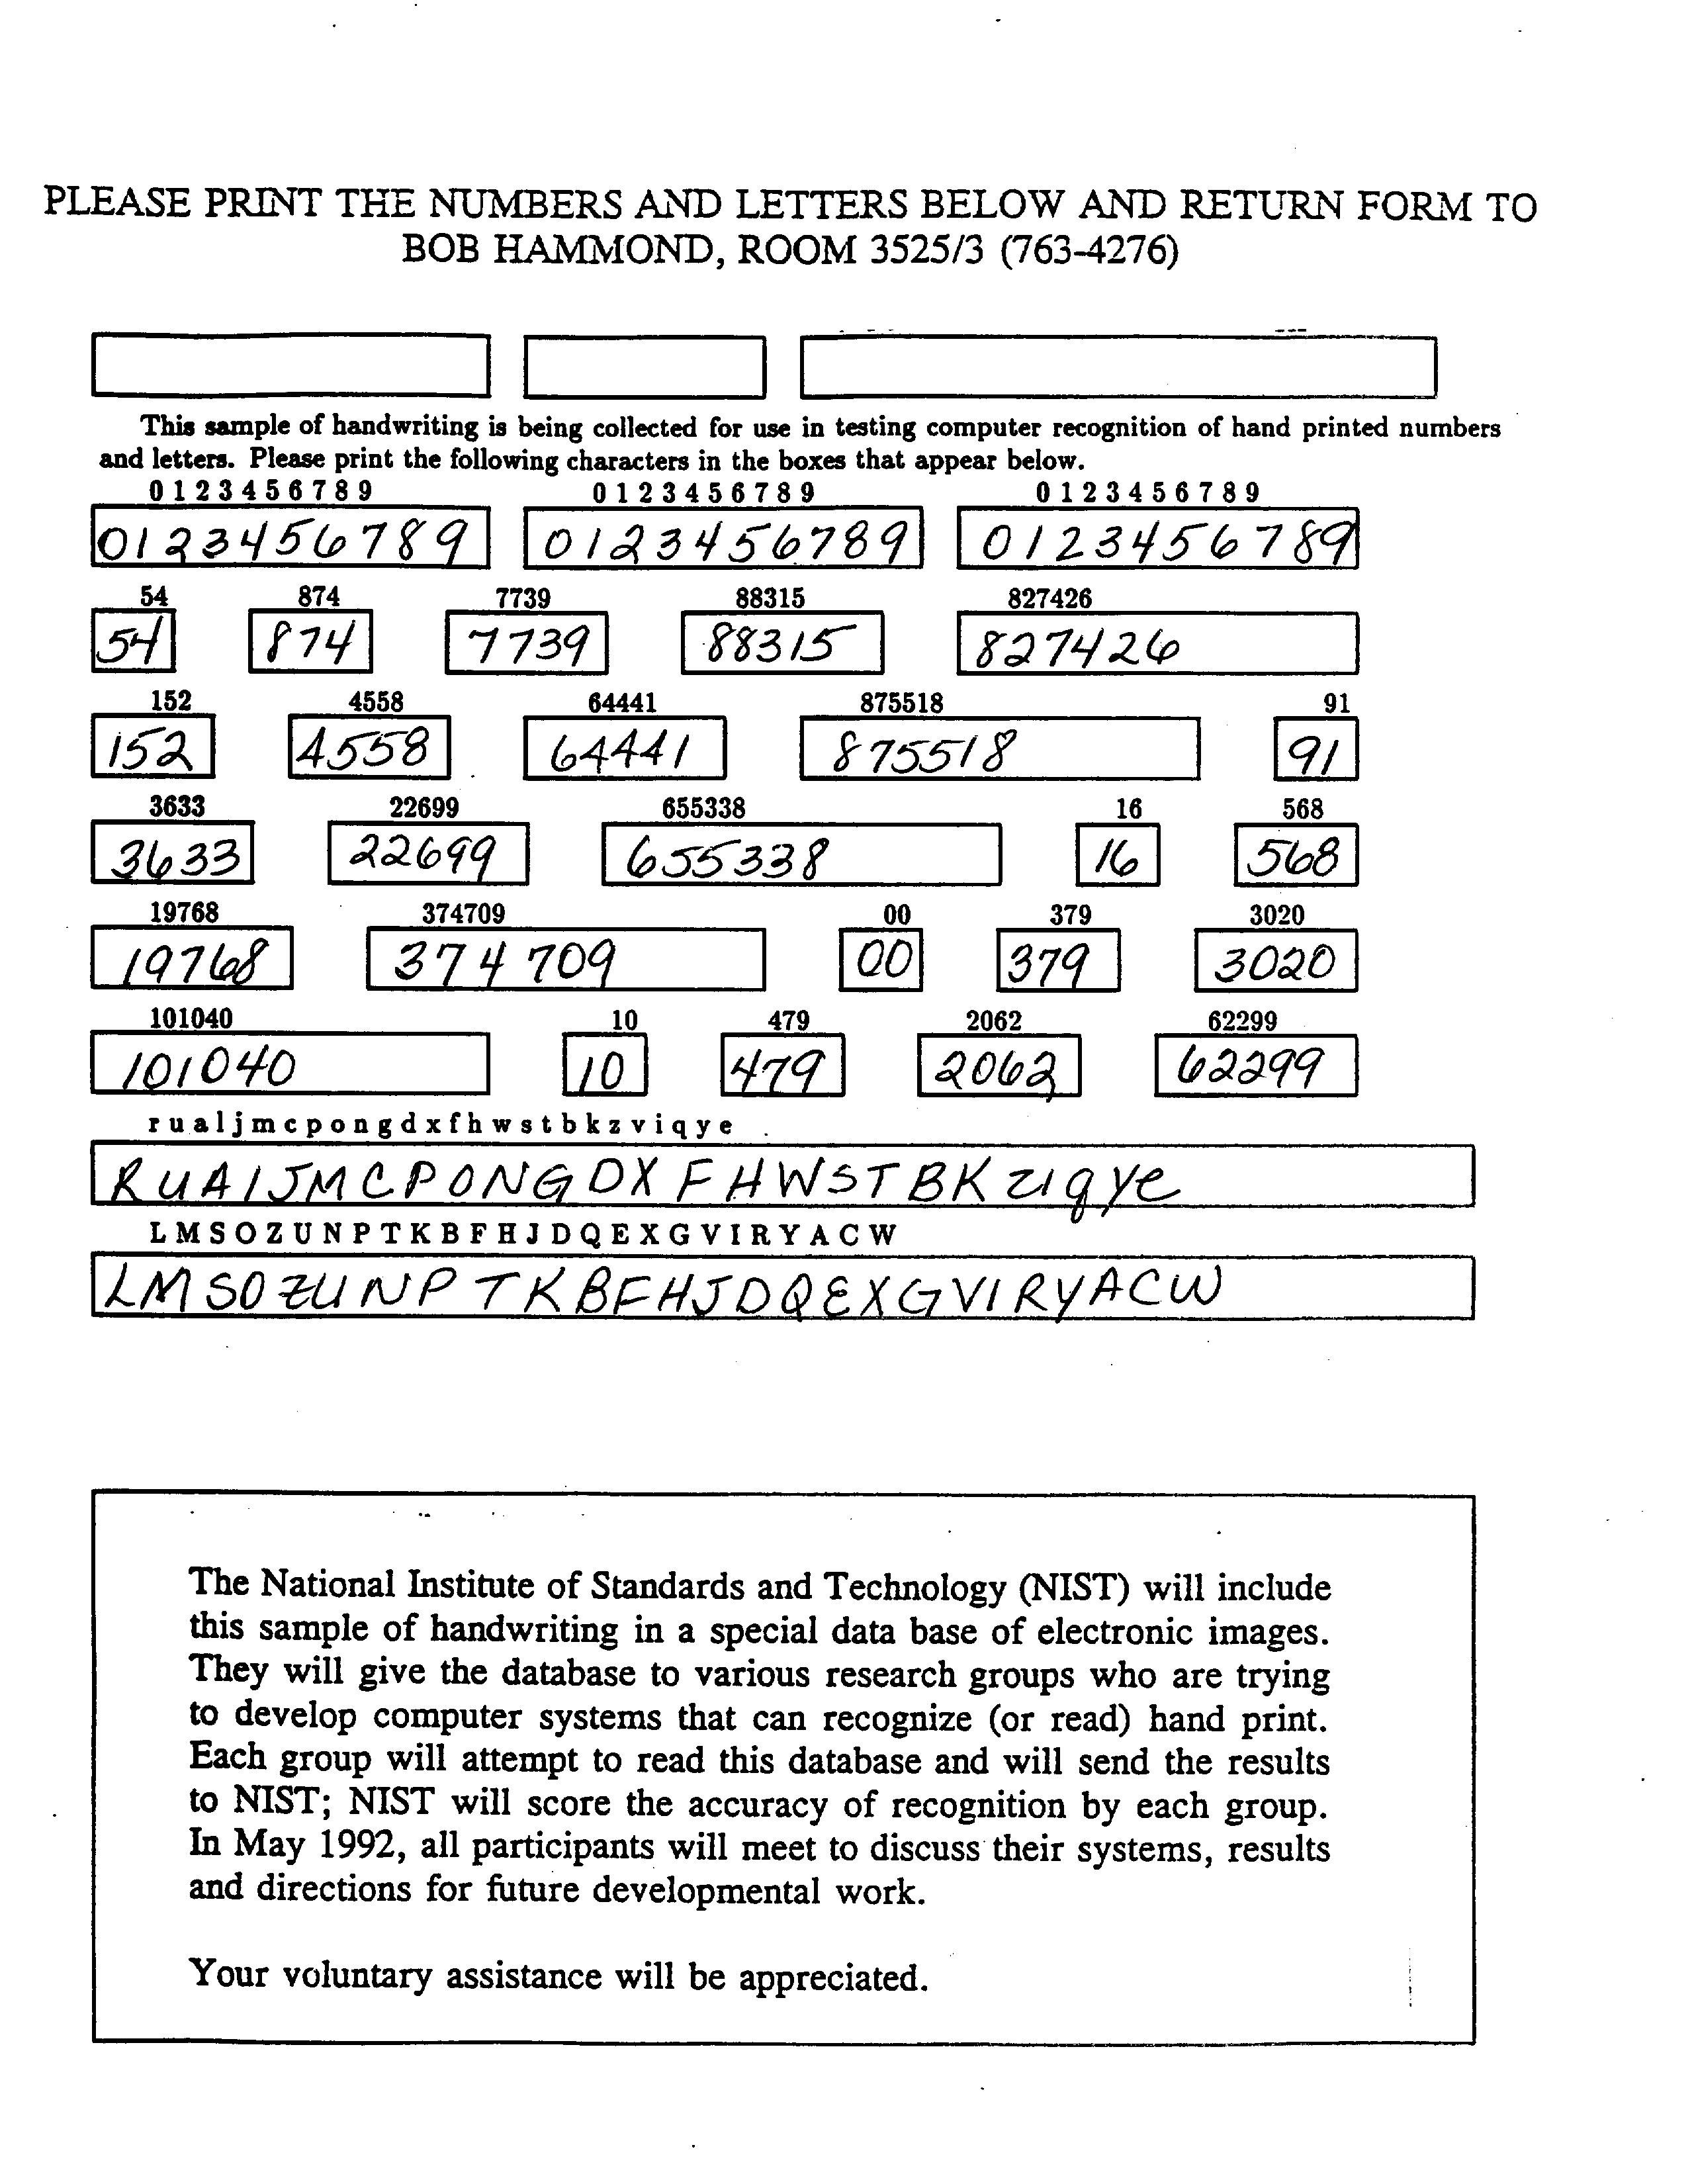 PLEASE PRINT THE NUMBERS AND LETTERS BELOW AND RETURN FORM TO
BOB HAMMOND, ROOM 3525/3 (763-4276)
This sample of handwriting is being collected for use in testing computer recognition of hand printed numbers
and letters. Please print the following characters in the boxes that appear below.
0 1 2 3 4 5 6 7 8 9 0 1 2 3 4 5 6 7 8 9 0 1 2 3 4 5 6 7 8 9
0123456789 0123456789 0123456789
54 874 7739 88315 827426
54 874 7739 88315 827426
152 4558 64441 875518 91
152 4558 64441 875518 91
3633 22699 655338 16 568
3633 22699 655338 16 568
19768 374709 00 379 3020
19768 374709 00 379 3020
101040 10 479 2062 62299
101040 10 479 2062 62299
r u a l j m c p o n g d x f h w s t b k z v i q y e
RUAIJMCPONGDXFHWSTBKzıqye
L M S O Z U N P T K B F H J D Q E X G V I R Y A C W
LMSOZUNPTKBFHJDQEXGVIRYACW
The National Institute of Standards and Technology (NIST) will include
this sample of handwriting in a special data base of electronic images.
They will give the database to various research groups who are trying
to develop computer systems that can recognize (or read) hand print.
Each group will attempt to read this database and will send the results
to NIST; NIST will score the accuracy of recognition by each group.
In May 1992, all participants will meet to discuss their systems, results
and directions for future developmental work.
Your voluntary assistance will be appreciated.